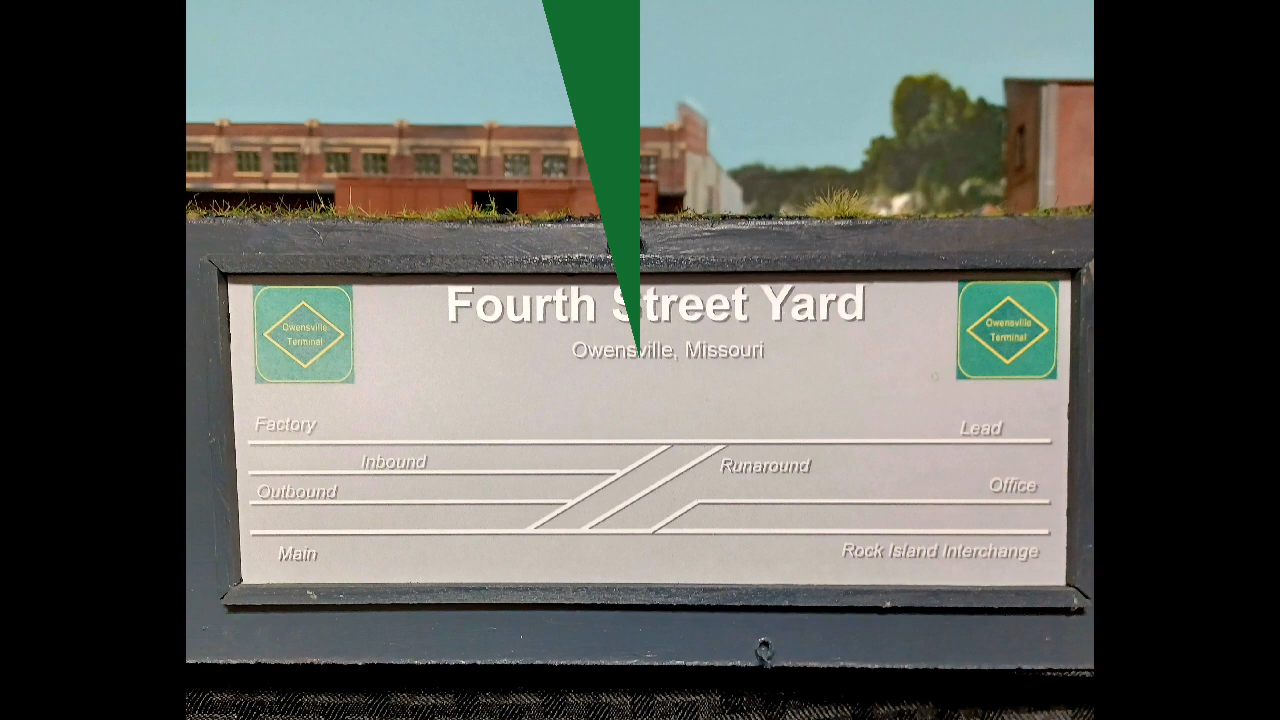 Fourth Street Yard
Owensville, Missouri
Owensville
Terminal
Owensville
Terminal
Factory
Lead
Inbound
Runaround
Outbound
Office
Main
Rock Island Interchange